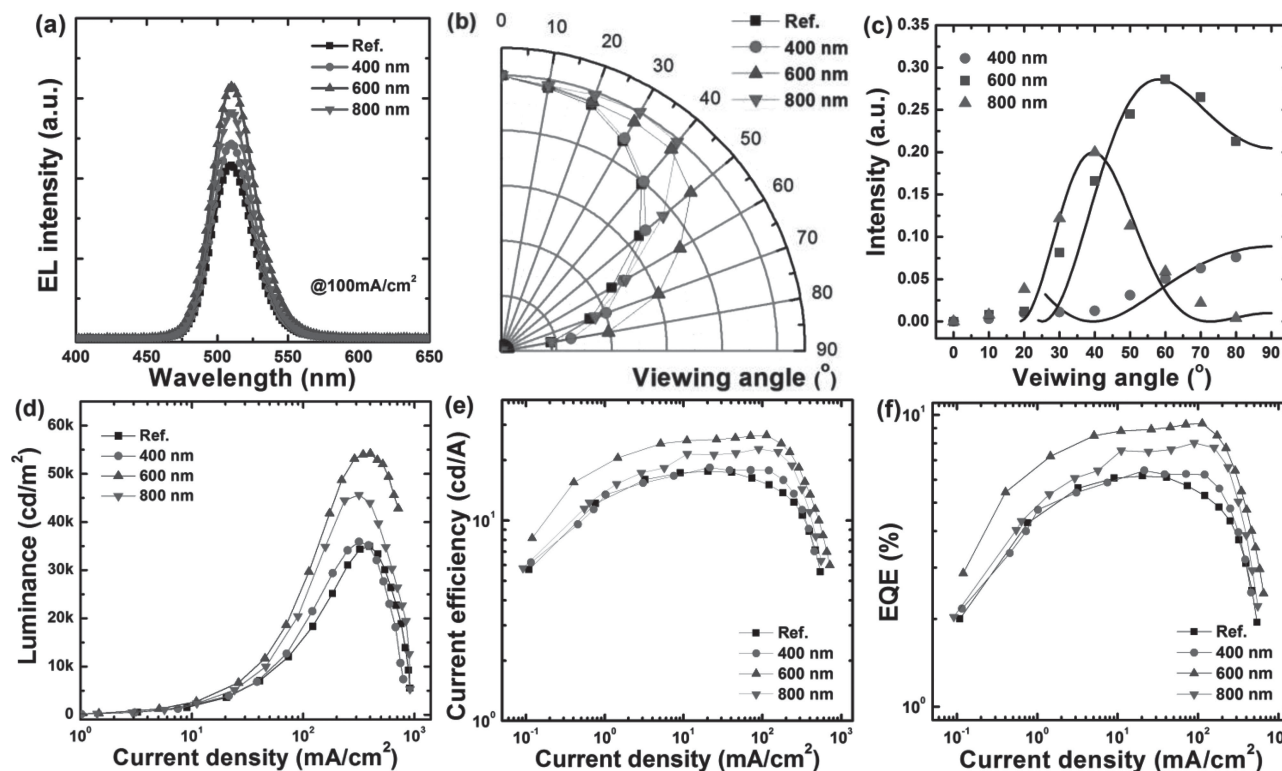 (a)
Ref.
400 nm
600 nm
800 nm
@100mA/cm²
EL intensity (a.u.)
400 450 500 550 600 650
Wavelength (nm)
(b)
Ref.
400 nm
600 nm
800 nm
0
10
20
30
40
50
60
70
80
90
Viewing angle (°)
(c)
400 nm
600 nm
800 nm
Intensity (a.u.)
0.35
0.30
0.25
0.20
0.15
0.10
0.05
0.00
0 10 20 30 40 50 60 70 80 90
Veiwing angle (°)
(d)
Ref.
400 nm
600 nm
800 nm
Luminance (cd/m²)
60k
50k
40k
30k
20k
10k
0
10⁰ 10¹ 10² 10³
Current density (mA/cm²)
(e)
Ref.
400 nm
600 nm
800 nm
Current efficiency (cd/A)
10¹
10⁰
10⁻¹ 10⁰ 10¹ 10² 10³
Current density (mA/cm²)
(f)
Ref.
400 nm
600 nm
800 nm
EQE (%)
10¹
10⁰
10⁻¹ 10⁰ 10¹ 10² 10³
Current density (mA/cm²)